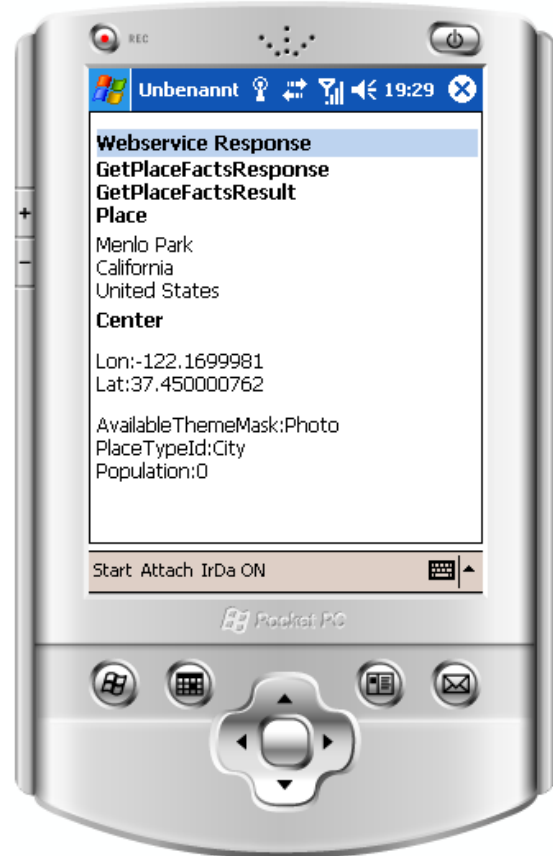 REC
Unbenannt 19:29
Webservice Response
GetPlaceFactsResponse
GetPlaceFactsResult
Place
Menlo Park
California
United States
Center
Lon:-122.1699981
Lat:37.450000762
AvailableThemeMask:Photo
PlaceTypeId:City
Population:0
Start Attach IrDa ON
Pocket PC